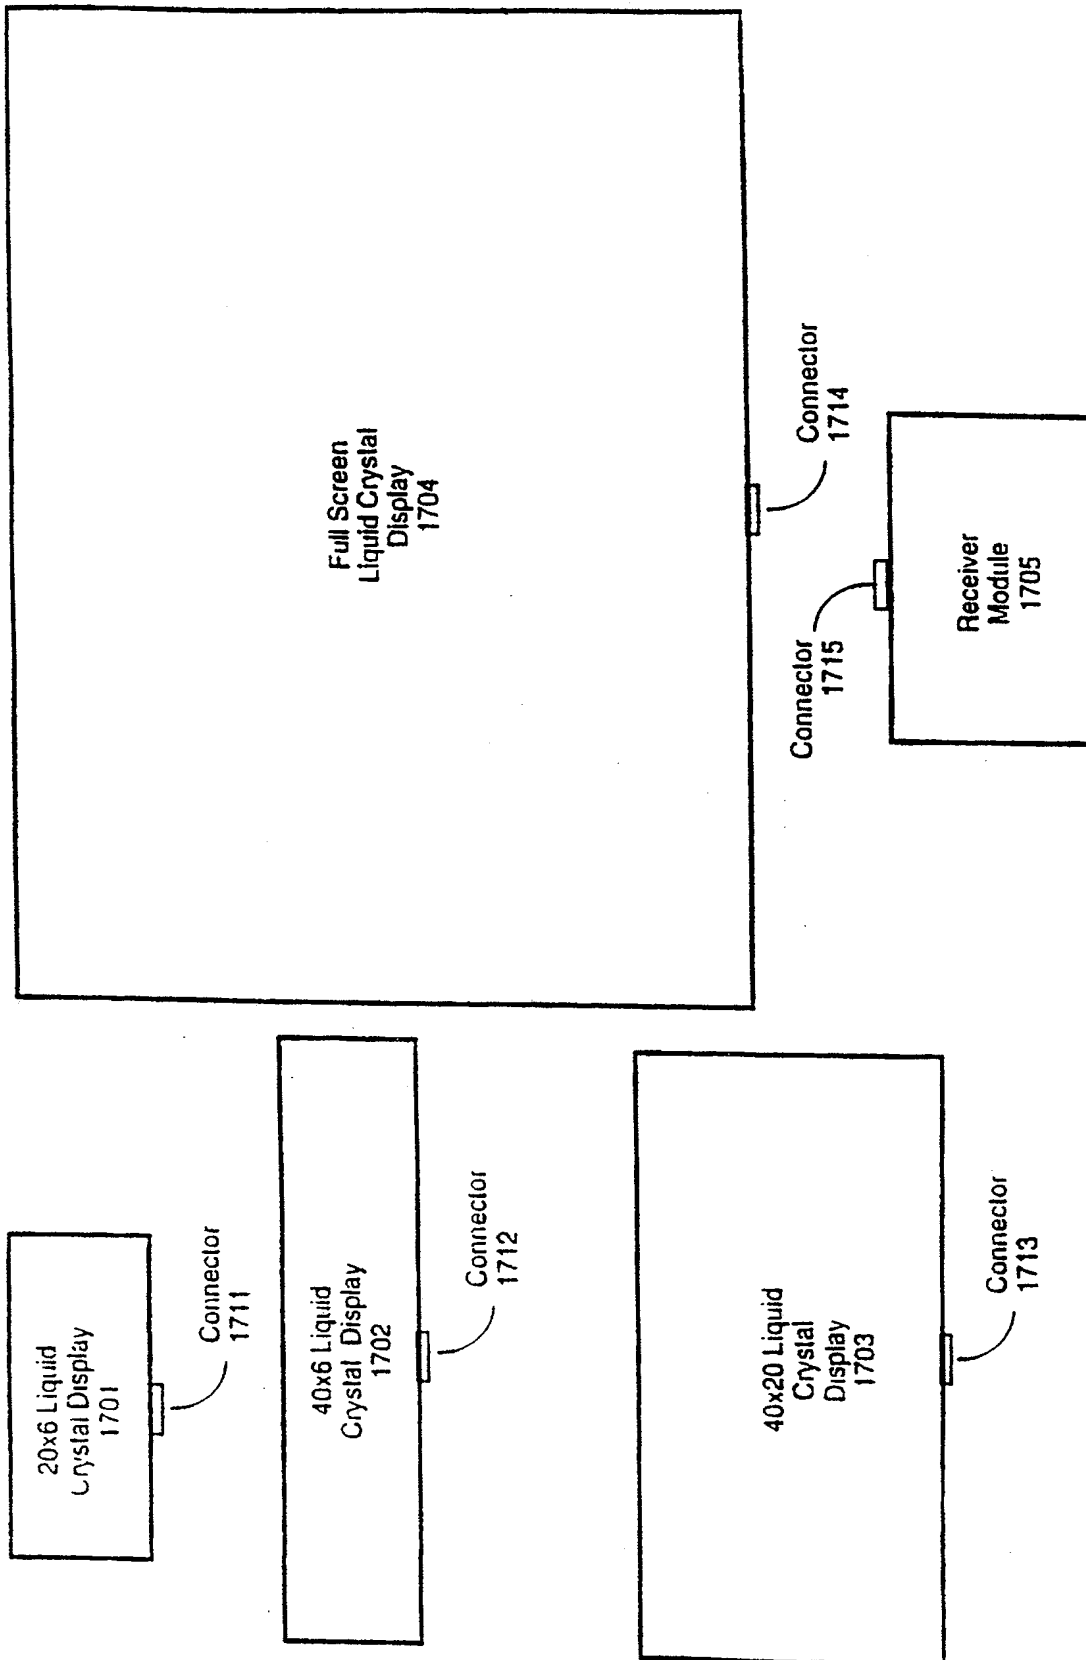 20x6 Liquid
Crystal Display
1701
Connector
1711
40x6 Liquid
Crystal Display
1702
Connector
1712
40x20 Liquid
Crystal
Display
1703
Connector
1713
Full Screen
Liquid Crystal
Display
1704
Connector
1714
Connector
1715
Receiver
Module
1705